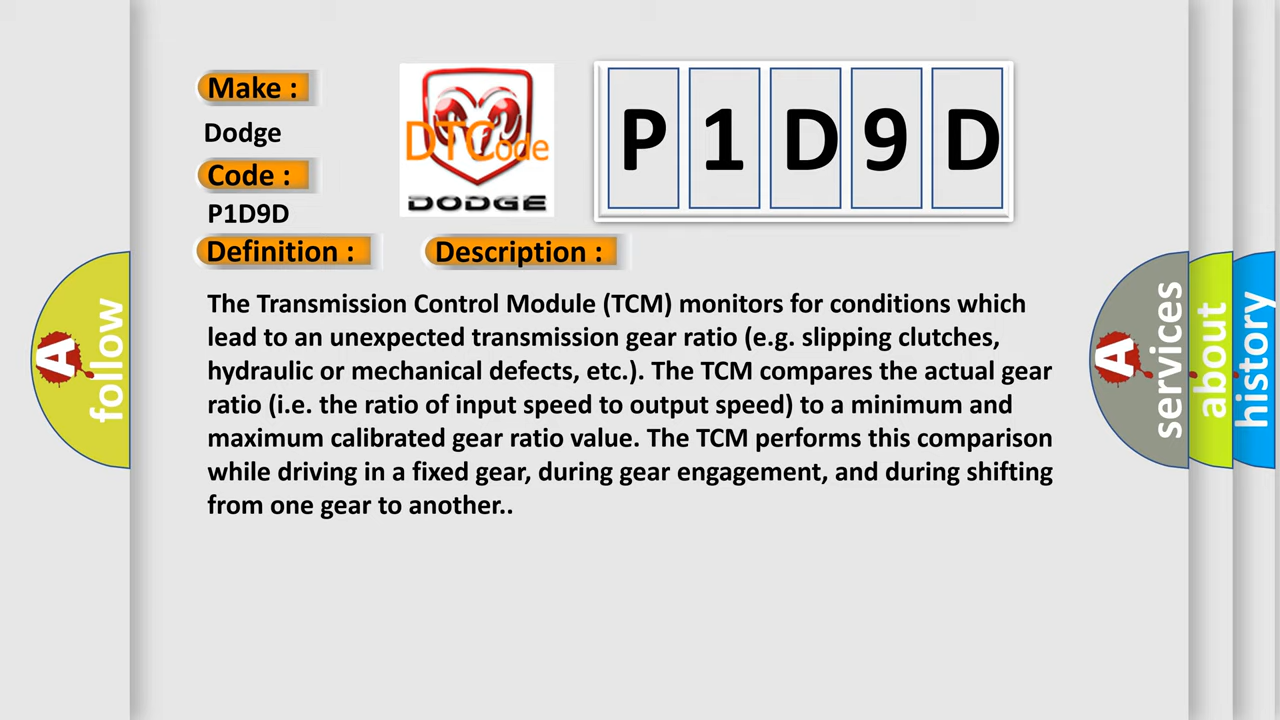 Make :
Dodge
Code :
P1D9D
Definition :
Description :
DTCode
DODGE
P1D9D
The Transmission Control Module (TCM) monitors for conditions which
lead to an unexpected transmission gear ratio (e.g. slipping clutches,
hydraulic or mechanical defects, etc.). The TCM compares the actual gear
ratio (i.e. the ratio of input speed to output speed) to a minimum and
maximum calibrated gear ratio value. The TCM performs this comparison
while driving in a fixed gear, during gear engagement, and during shifting
from one gear to another..
A follow
A services
about
history